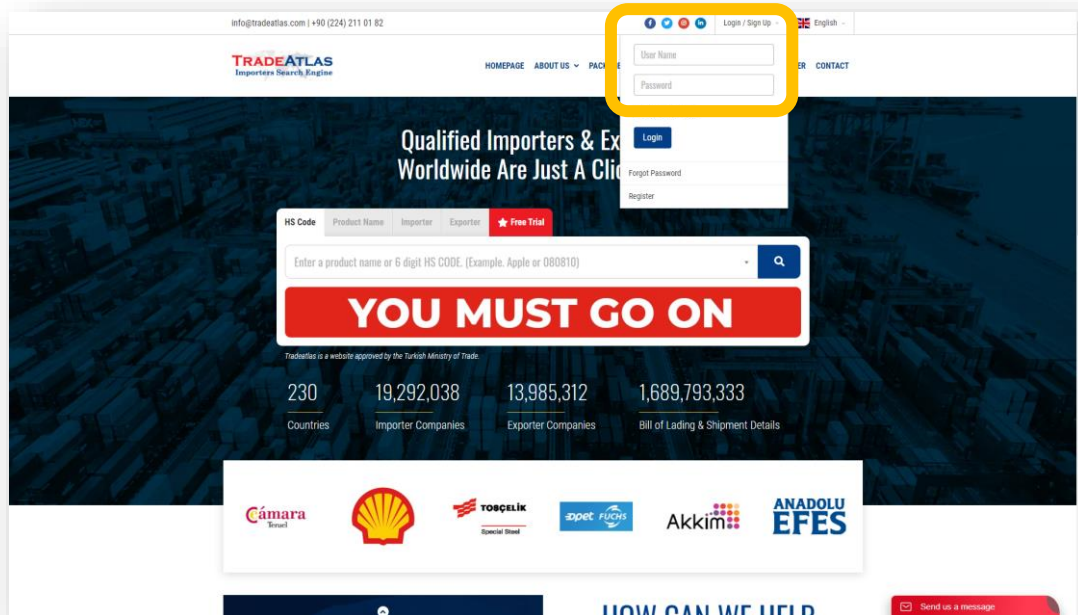 info@tradeatlas.com | +90 (224) 211 01 82
Login / Sign Up
English
TRADEATLAS
Importers Search Engine
HOMEPAGE ABOUT US PACK
ER CONTACT
User Name
Password
Login
Forgot Password
Register
Qualified Importers & Ex
Worldwide Are Just A Clic
HS Code Product Name Importer Exporter Free Trial
Enter a product name or 6 digit HS CODE. (Example. Apple or 080810)
YOU MUST GO ON
Tradeatlas is a website approved by the Turkish Ministry of Trade.
230 19,292,038 13,985,312 1,689,793,333
Countries Importer Companies Exporter Companies Bill of Lading & Shipment Details
Cámara
Teruel
TOSÇELİK
Special Steel
opet FUCHS
Akkim
ANADOLU
EFES
HOW CAN WE HELP
Send us a message